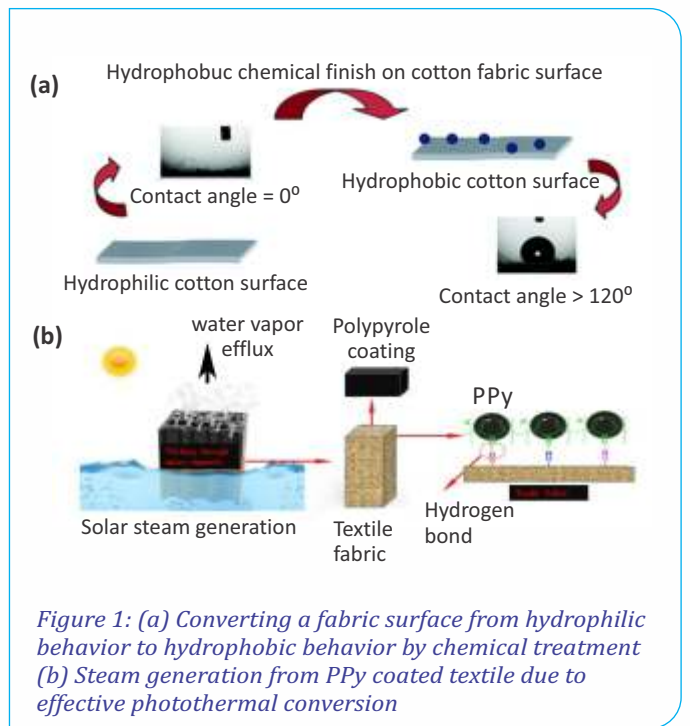 Hydrophobuc chemical finish on cotton fabric surface
(a)
Contact angle = 0⁰
Hydrophobic cotton surface
Hydrophilic cotton surface
Contact angle > 120⁰
(b)
water vapor
efflux
Polypyrole
coating
PPy
Solar steam generation
Textile
fabric
Hydrogen
bond
Figure 1: (a) Converting a fabric surface from hydrophilic
behavior to hydrophobic behavior by chemical treatment
(b) Steam generation from PPy coated textile due to
effective photothermal conversion